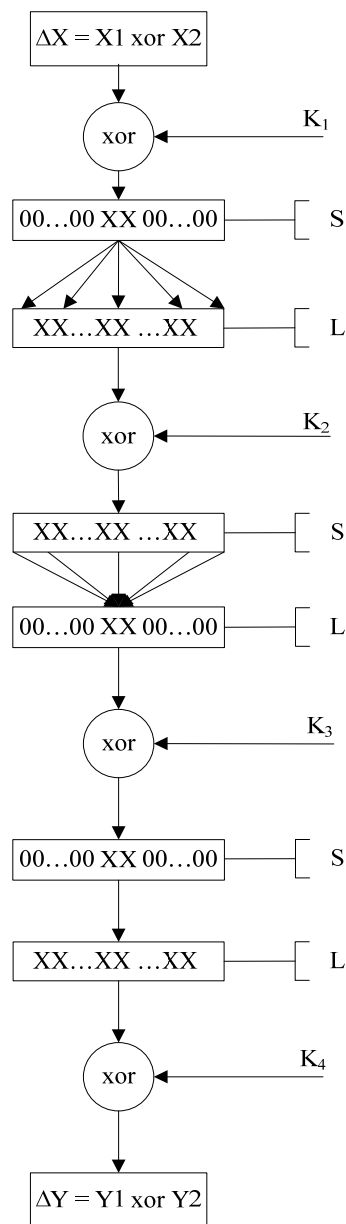 ΔX = X1 xor X2
xor K₁
00…00 XX 00…00 S
XX…XX …XX L
xor K₂
XX…XX …XX S
00…00 XX 00…00 L
xor K₃
00…00 XX 00…00 S
XX…XX …XX L
xor K₄
ΔY = Y1 xor Y2